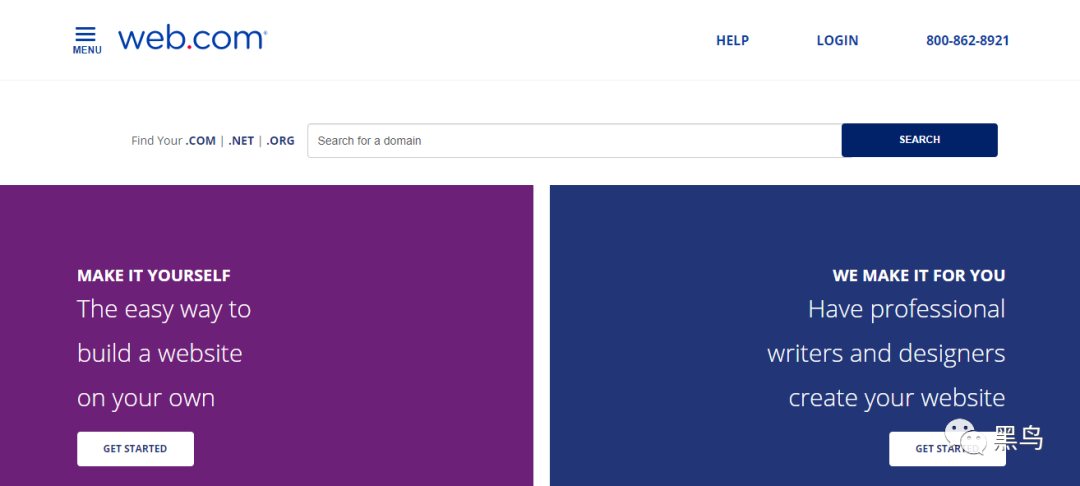 MENU
web.com
HELP
LOGIN
800-862-8921
Find Your .COM | .NET | .ORG
Search for a domain
SEARCH
MAKE IT YOURSELF
The easy way to
build a website
on your own
GET STARTED
WE MAKE IT FOR YOU
Have professional
writers and designers
create your website
GET STARTED
黑鸟